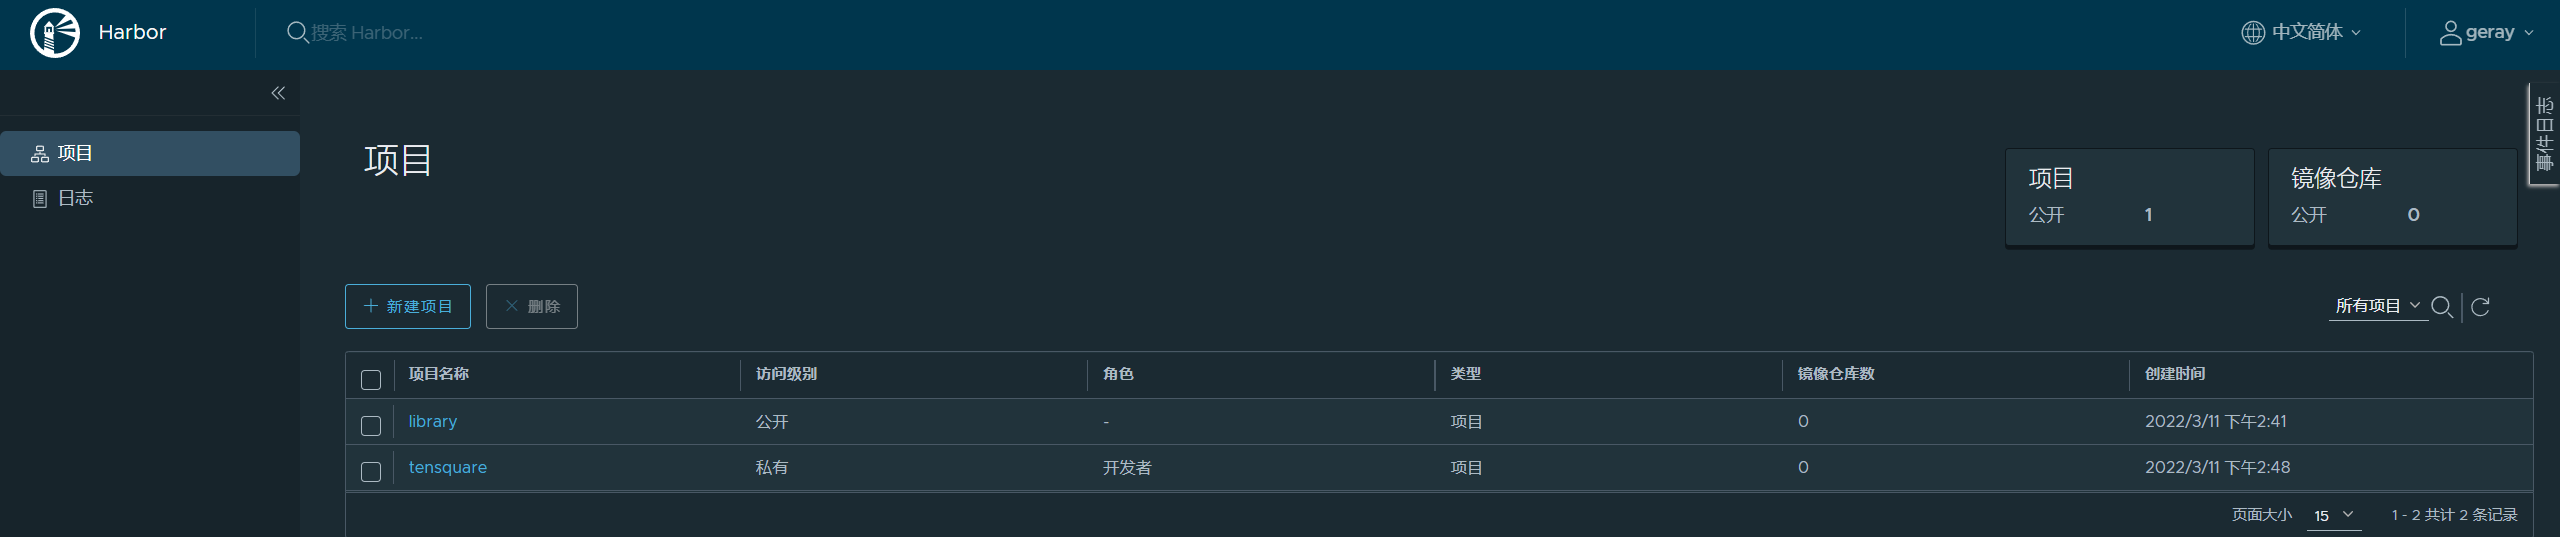 Harbor
搜索 Harbor...
中文简体
geray
事件日志
项目
日志
项目
项目
公开 1
镜像仓库
公开 0
新建项目
删除
所有项目
项目名称 访问级别 角色 类型 镜像仓库数 创建时间
library 公开 - 项目 0 2022/3/11 下午2:41
tensquare 私有 开发者 项目 0 2022/3/11 下午2:48
页面大小 15 1 - 2 共计 2 条记录